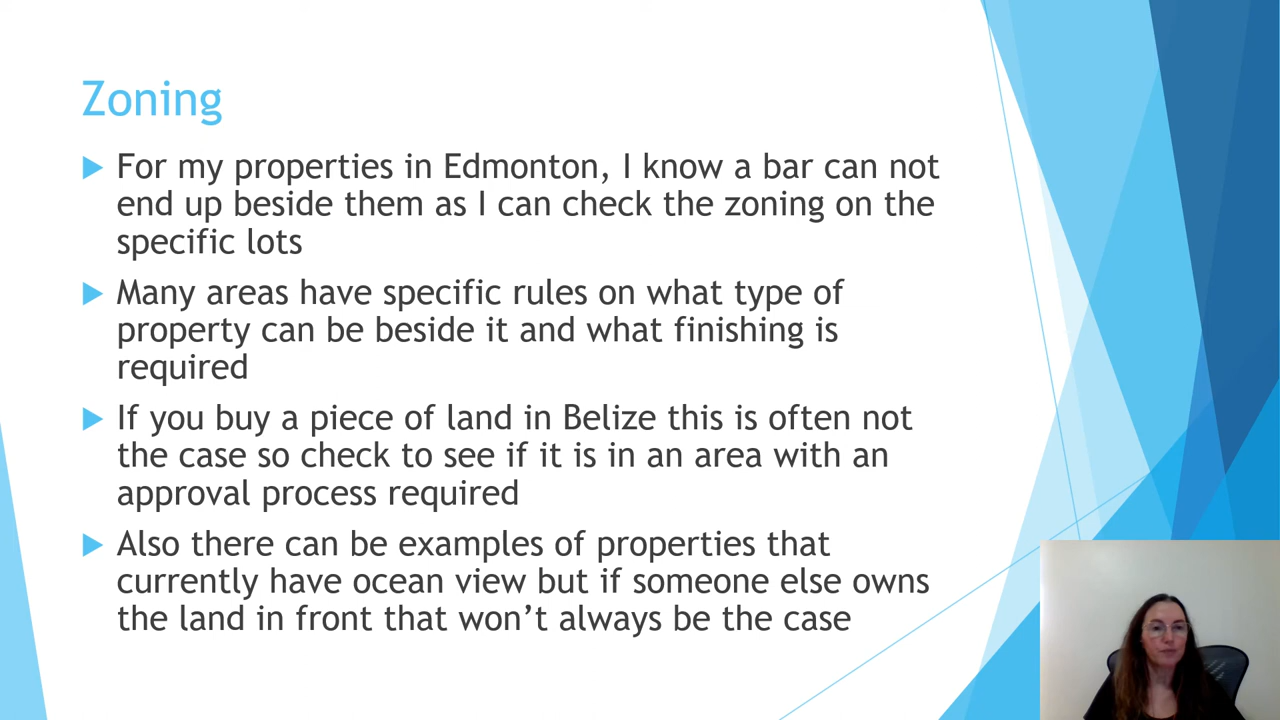 Zoning
For my properties in Edmonton, I know a bar can not
end up beside them as I can check the zoning on the
specific lots
Many areas have specific rules on what type of
property can be beside it and what finishing is
required
If you buy a piece of land in Belize this is often not
the case so check to see if it is in an area with an
approval process required
Also there can be examples of properties that
currently have ocean view but if someone else owns
the land in front that won’t always be the case